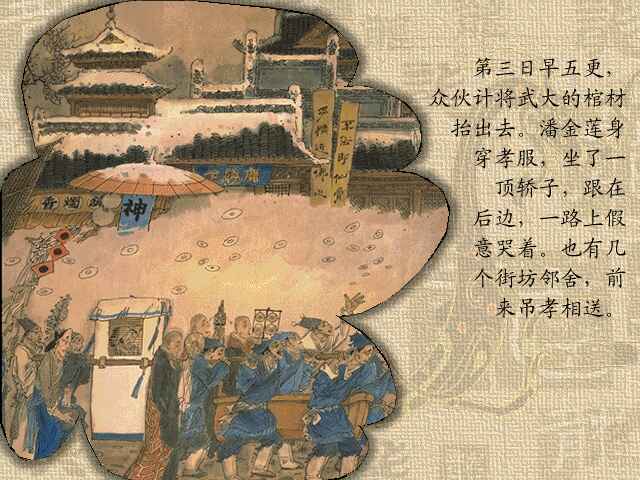 第三日早五更，
众伙计将武大的棺材
抬出去。潘金莲身
穿孝服，坐了一
顶轿子，跟在
后边，一路上假
意哭着。也有几
个街坊邻舍，前
来吊孝相送。
神